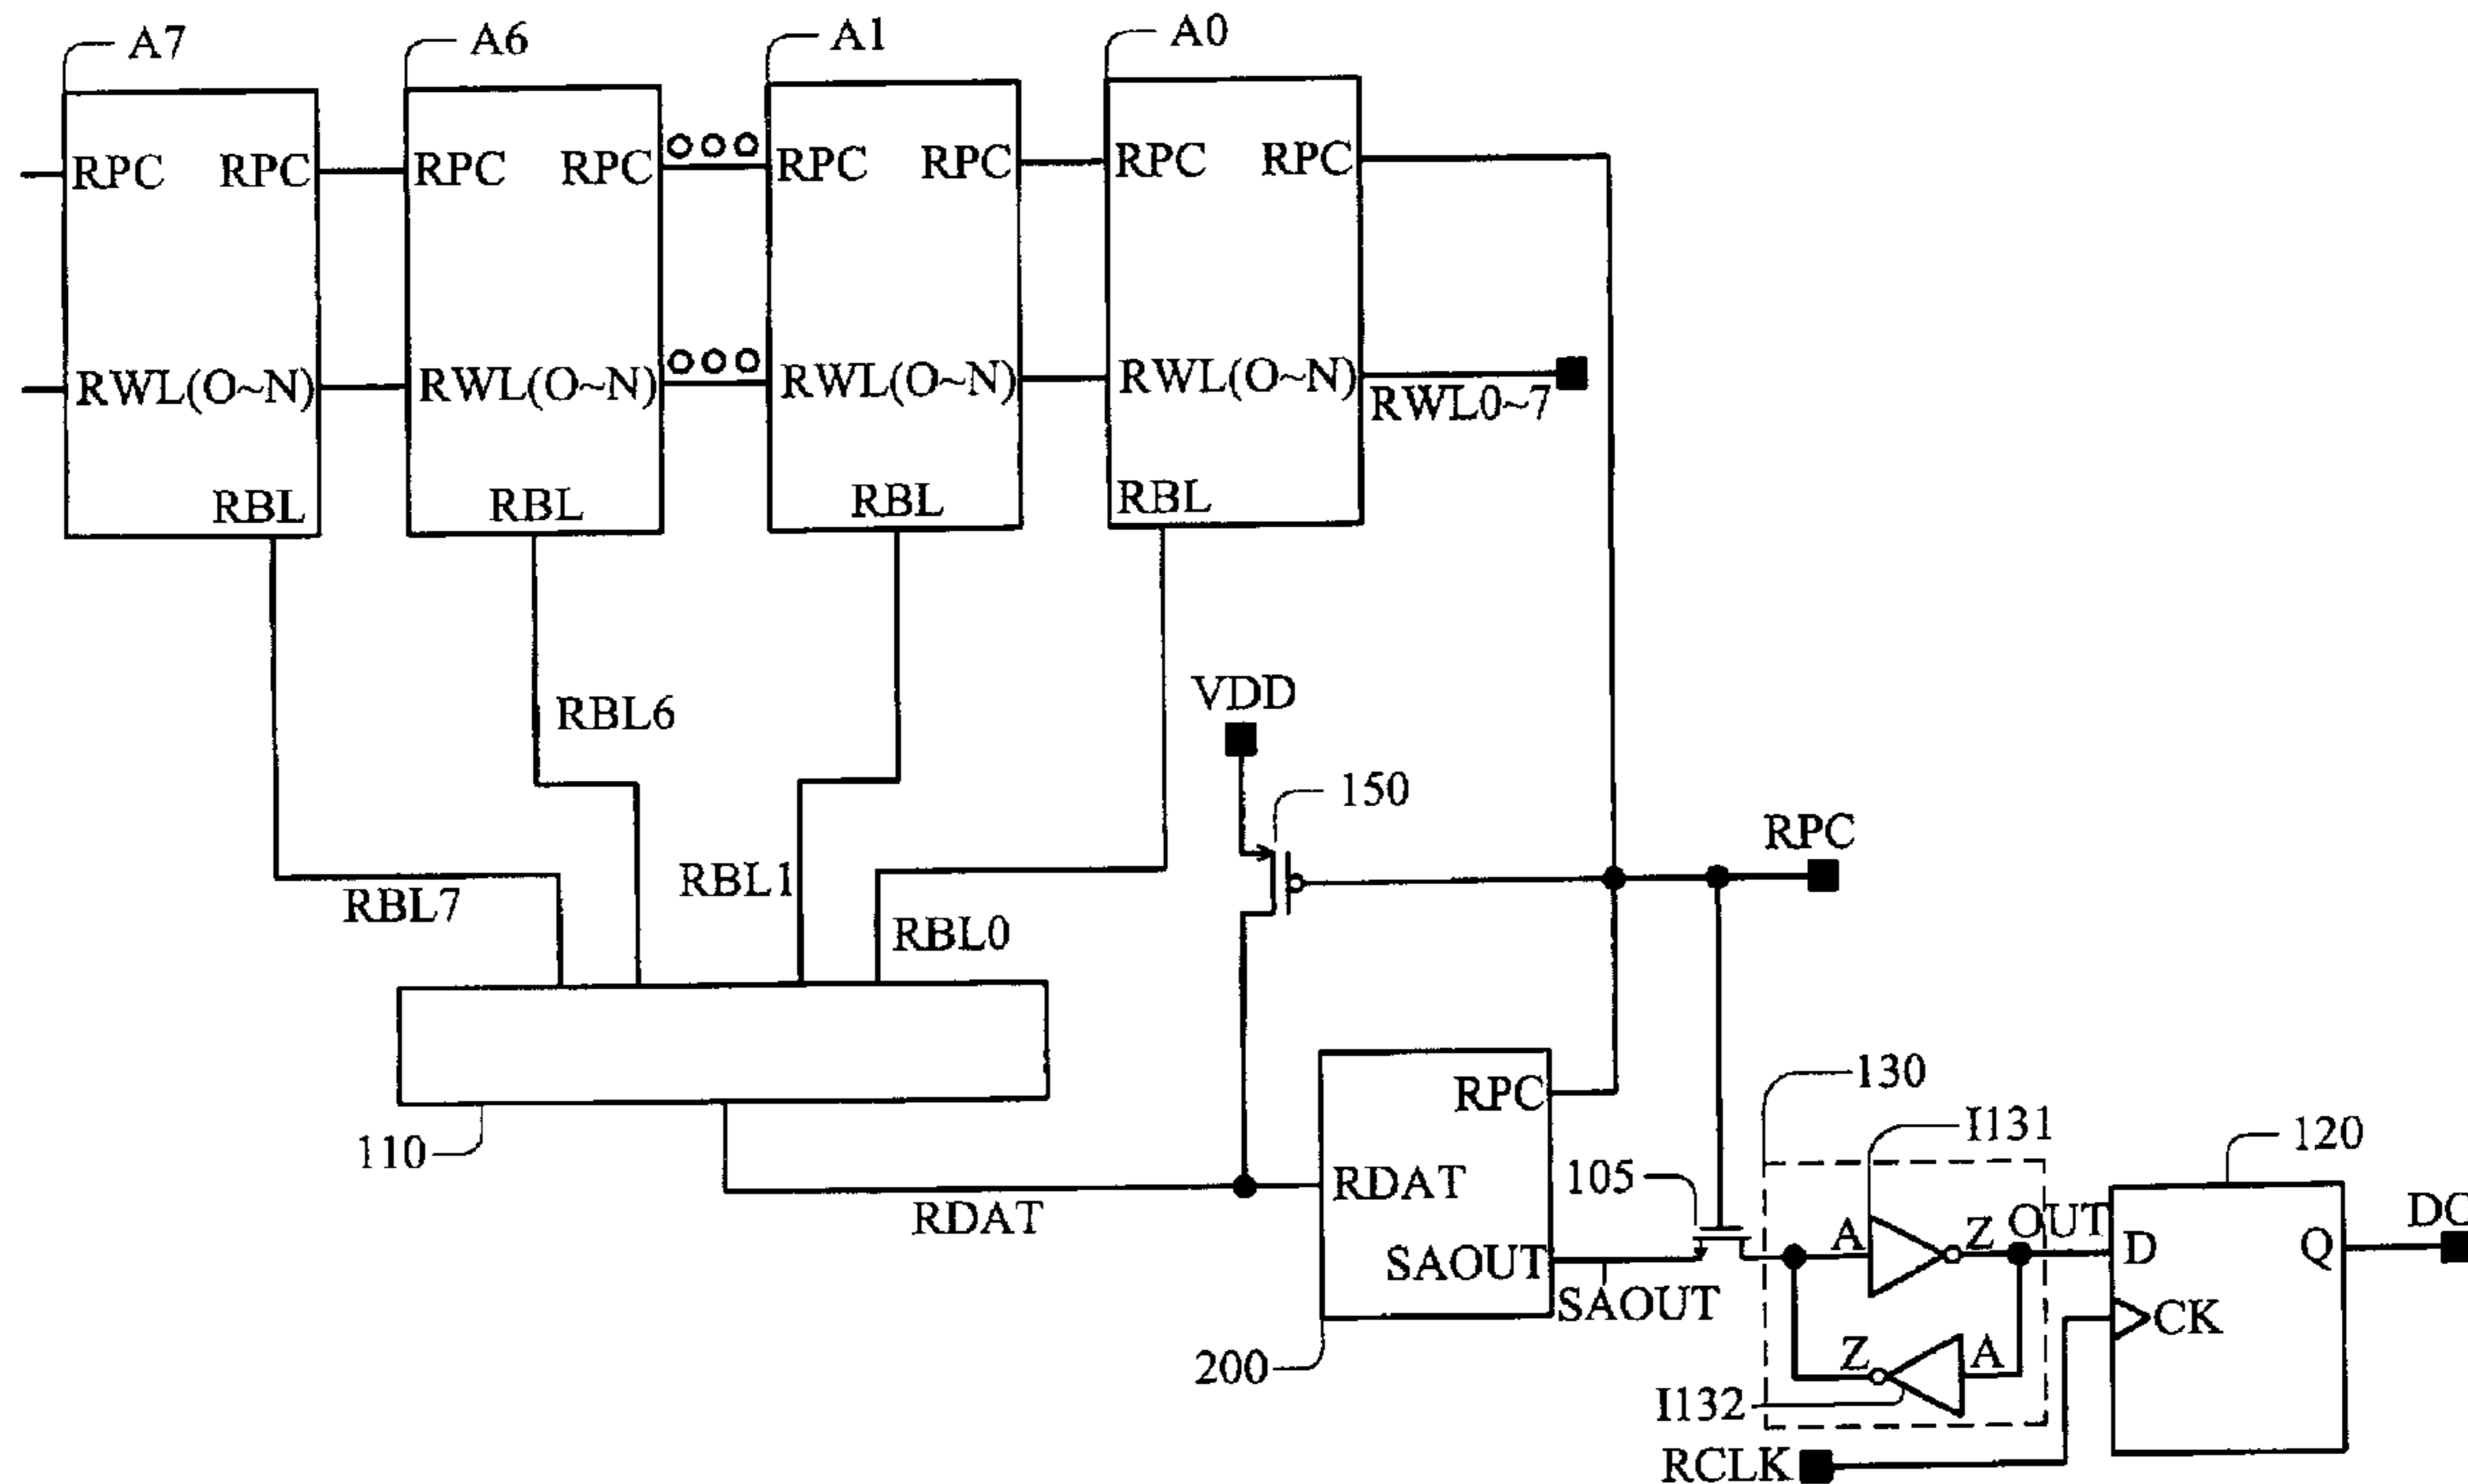 A7
A6
A1
A0
RPC RPC
RPC RPC
RPC RPC
RPC RPC
RWL(O~N)
RWL(O~N)
RWL(O~N)
RWL(O~N)
RWL0~7
RBL
RBL
RBL
RBL
RBL6
VDD
150
RPC
RBL7
RBL1
RBL0
110
RDAT
RPC
RDAT
SAOUT
SAOUT
200
105
130
I131
A
Z
OUT
Z
A
I132
120
D
Q
CK
RCLK